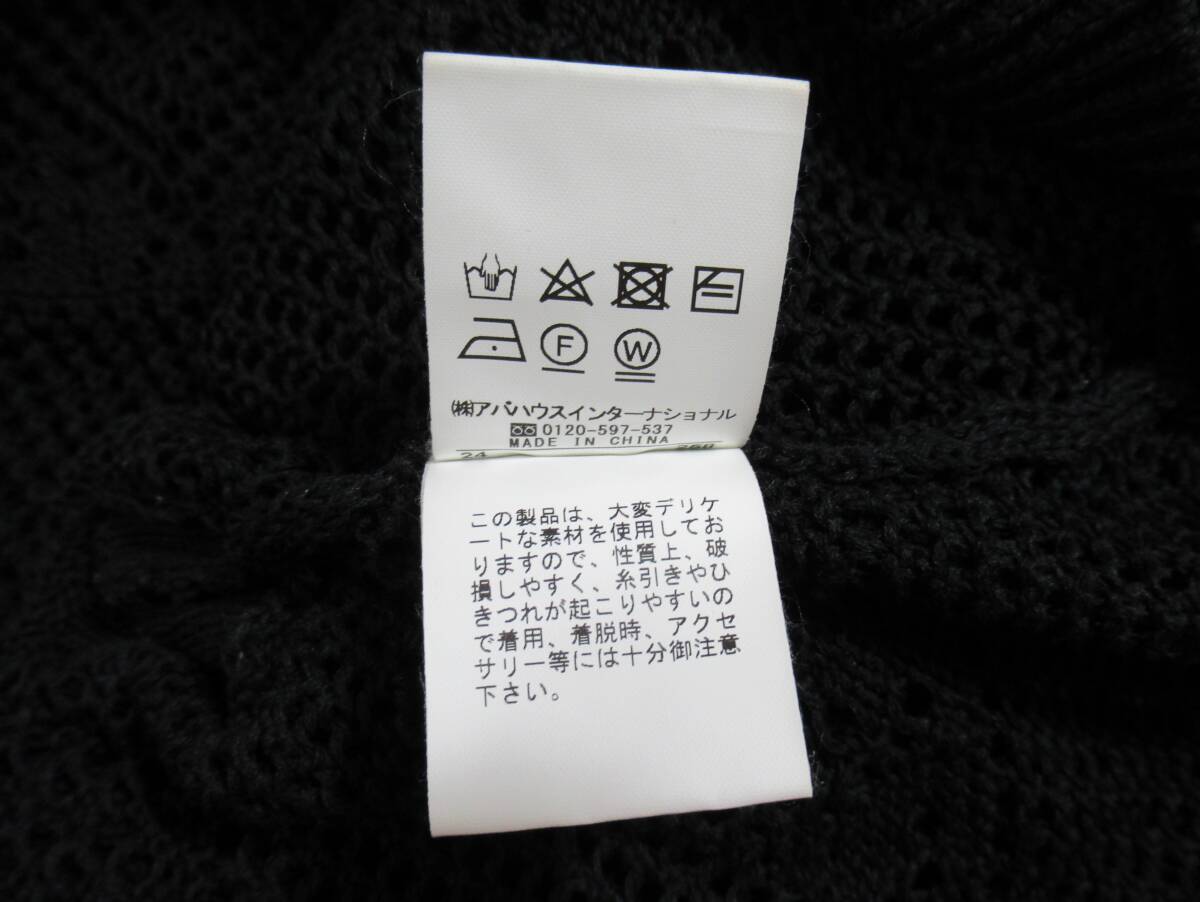 F W
㈱アバハウスインターナショナル
0120-597-537
MADE IN CHINA
24
この製品は、大変デリケ
ートな素材を使用してお
りますので、性質上、破
損しやすく、糸引きやひ
きつれが起こりやすいの
で着用、着脱時、アクセ
サリー等には十分御注意
下さい。